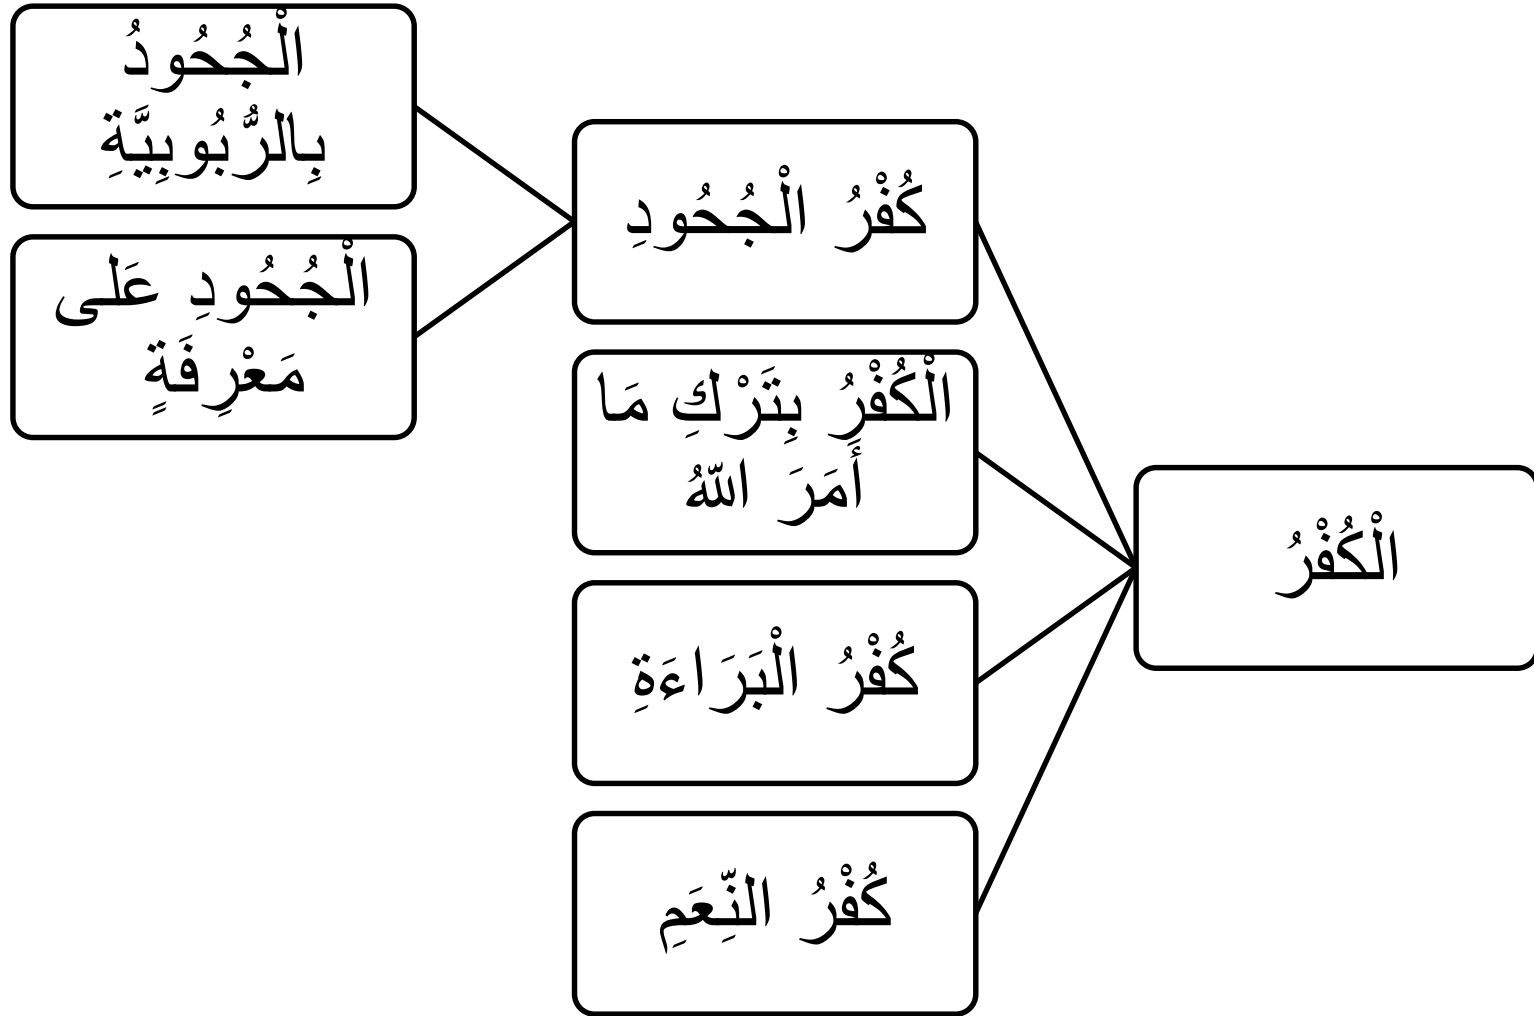 الْكُفْرُ
كُفْرُ الْجُحُودِ
الْجُحُودُ
بِالرُّبُوبِيَّةِ
الْجُحُودِ عَلى
مَعْرِفَةٍ
الْكُفْرُ بِتَرْكِ مَا
أَمَرَ اللّهُ
كُفْرُ الْبَرَاءَةِ
كُفْرُ النِّعَمِ